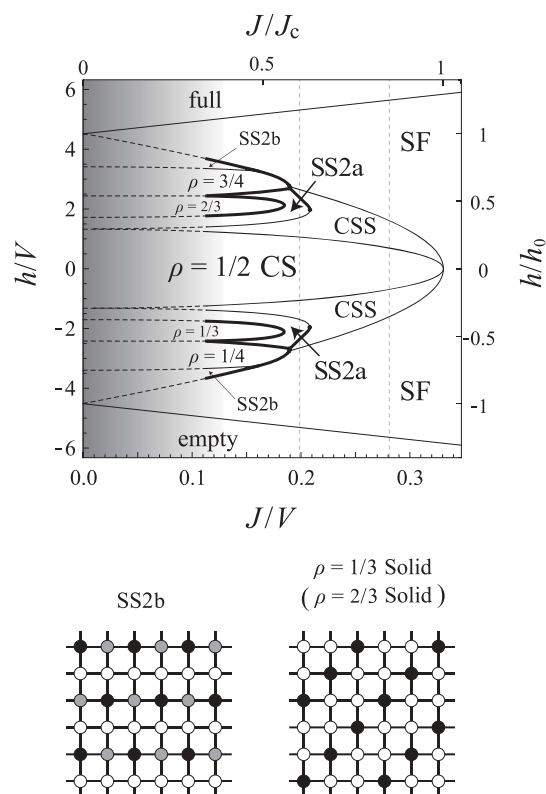 J/Jc
0 0.5 1
6
full
SS2b
SF
4
1
ρ = 3/4
SS2a
2
ρ = 2/3
0.5
CSS
h/V
0
ρ = 1/2 CS
0
h/h0
CSS
-2
ρ = 1/3
-0.5
ρ = 1/4
SS2a
-4
SS2b
SF
-1
empty
-6
0.0 0.1 0.2 0.3
J/V
ρ = 1/3 Solid
SS2b
( ρ = 2/3 Solid )